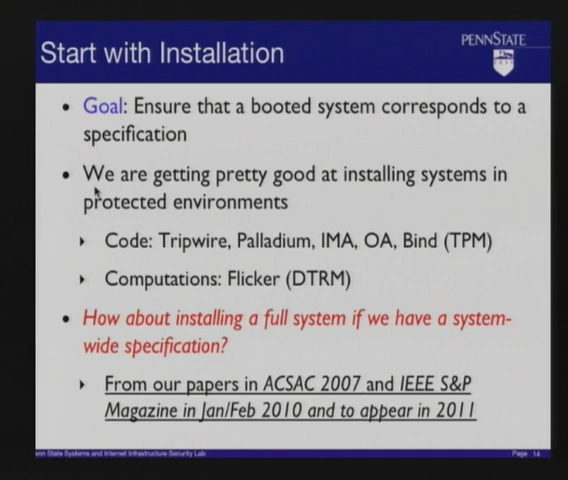 Start with Installation
PENNSTATE
• Goal: Ensure that a booted system corresponds to a
specification
• We are getting pretty good at installing systems in
protected environments
Code: Tripwire, Palladium, IMA, OA, Bind (TPM)
Computations: Flicker (DTRM)
• How about installing a full system if we have a system-
wide specification?
From our papers in ACSAC 2007 and IEEE S&P
Magazine in Jan/Feb 2010 and to appear in 2011
enn State Systems and Internet Infrastructure Security Lab
Page 14